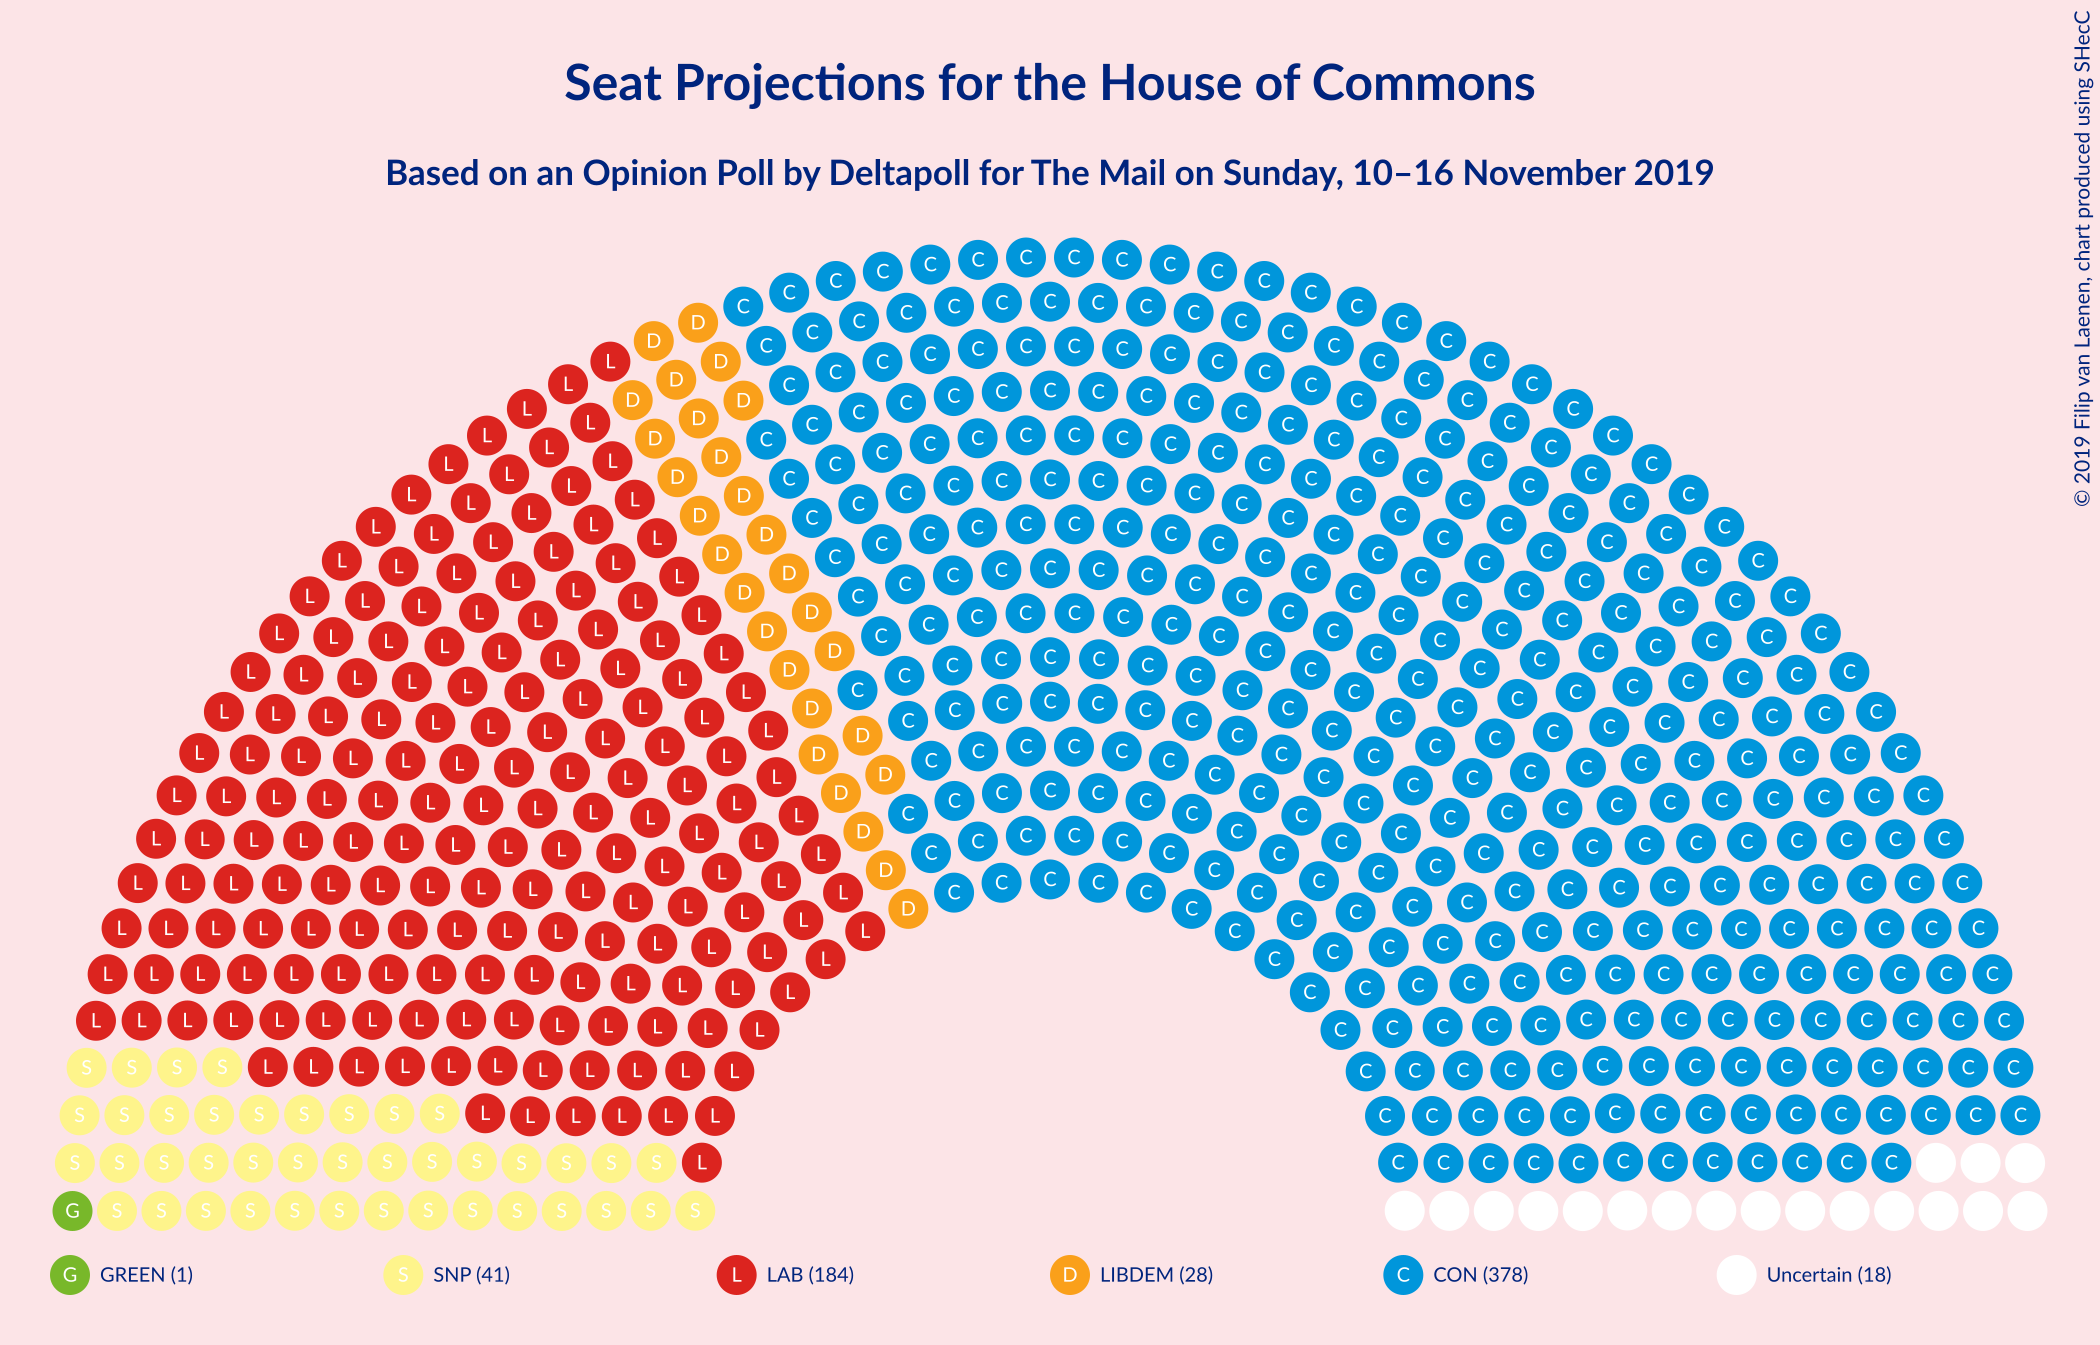 Seat Projections for the House of Commons
Based on an Opinion Poll by Deltapoll for The Mail on Sunday, 10–16 November 2019
© 2019 Filip van Laenen, chart produced using SHecC
G GREEN (1)
S SNP (41)
L LAB (184)
D LIBDEM (28)
C CON (378)
Uncertain (18)